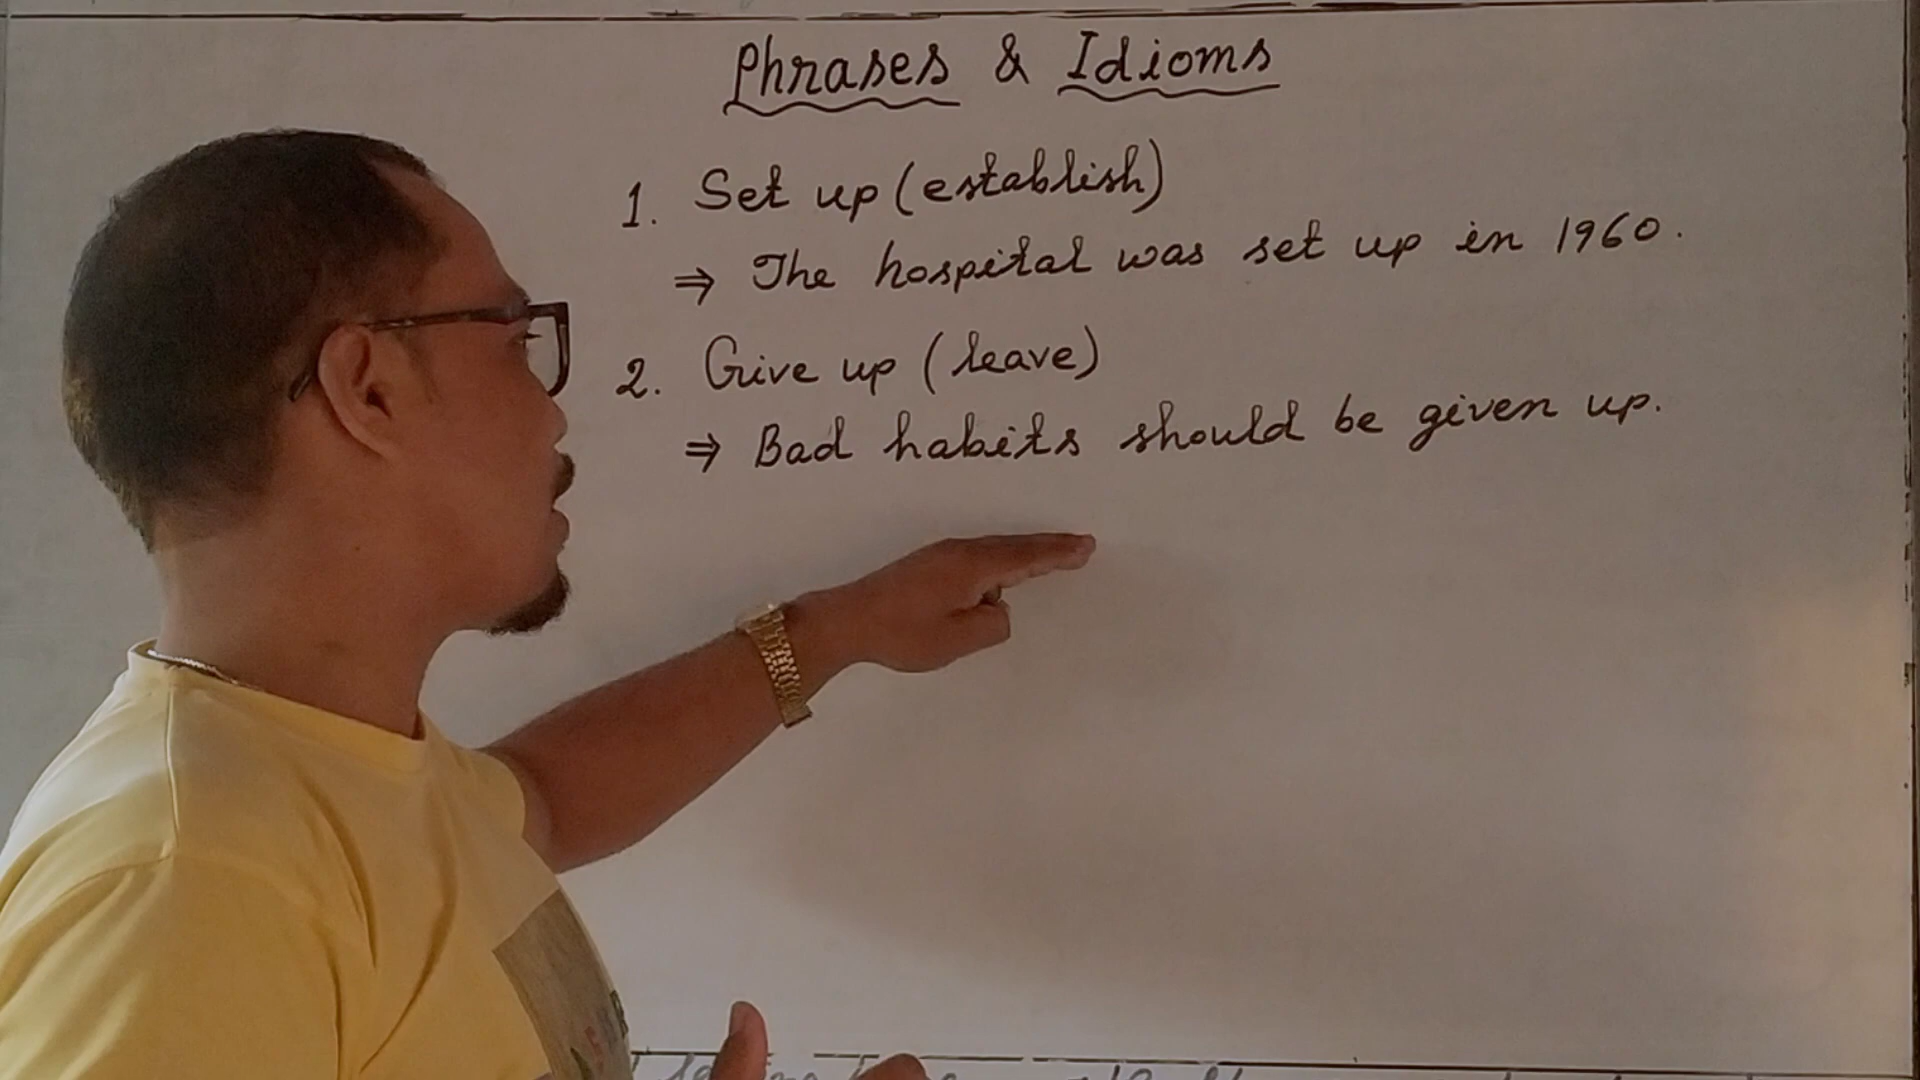 Phrases & Idioms
1. Set up (establish)
⇒ The hospital was set up in 1960.
2. Give up (leave)
⇒ Bad habits should be given up.